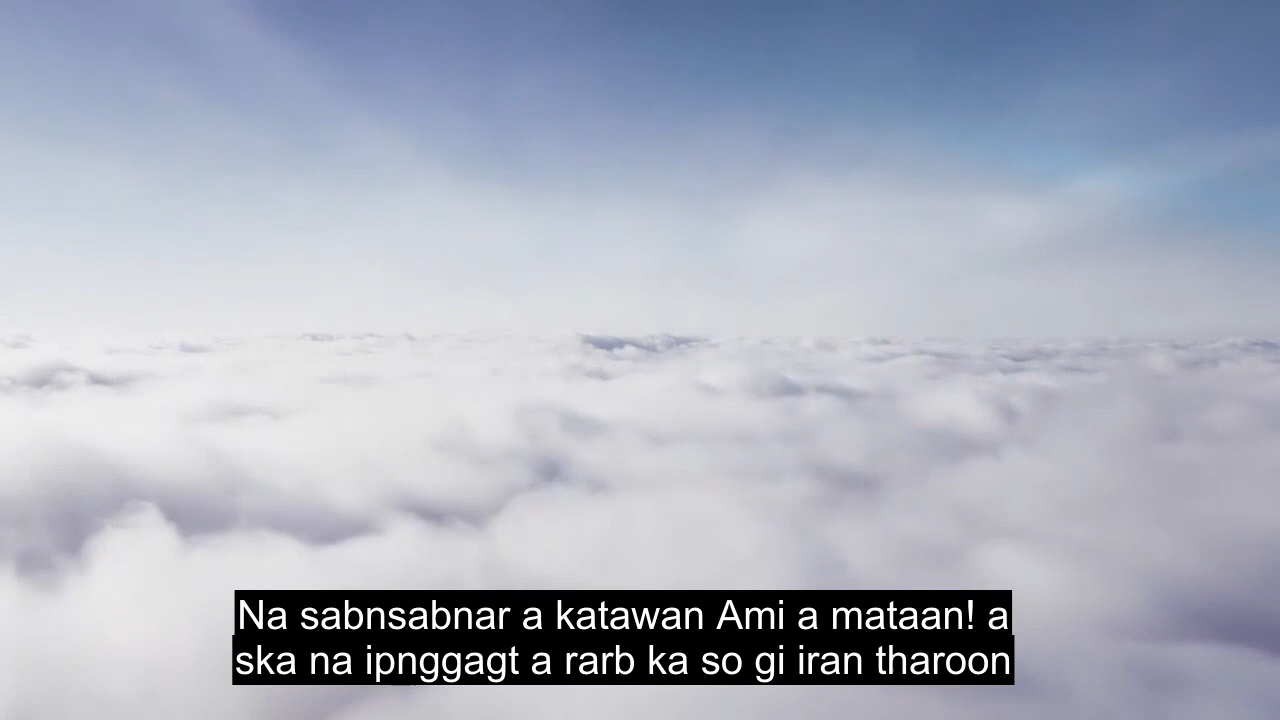 Na sabnsabnar a katawan Ami a mataan! a
ska na ipnggagt a rarb ka so gi iran tharoon